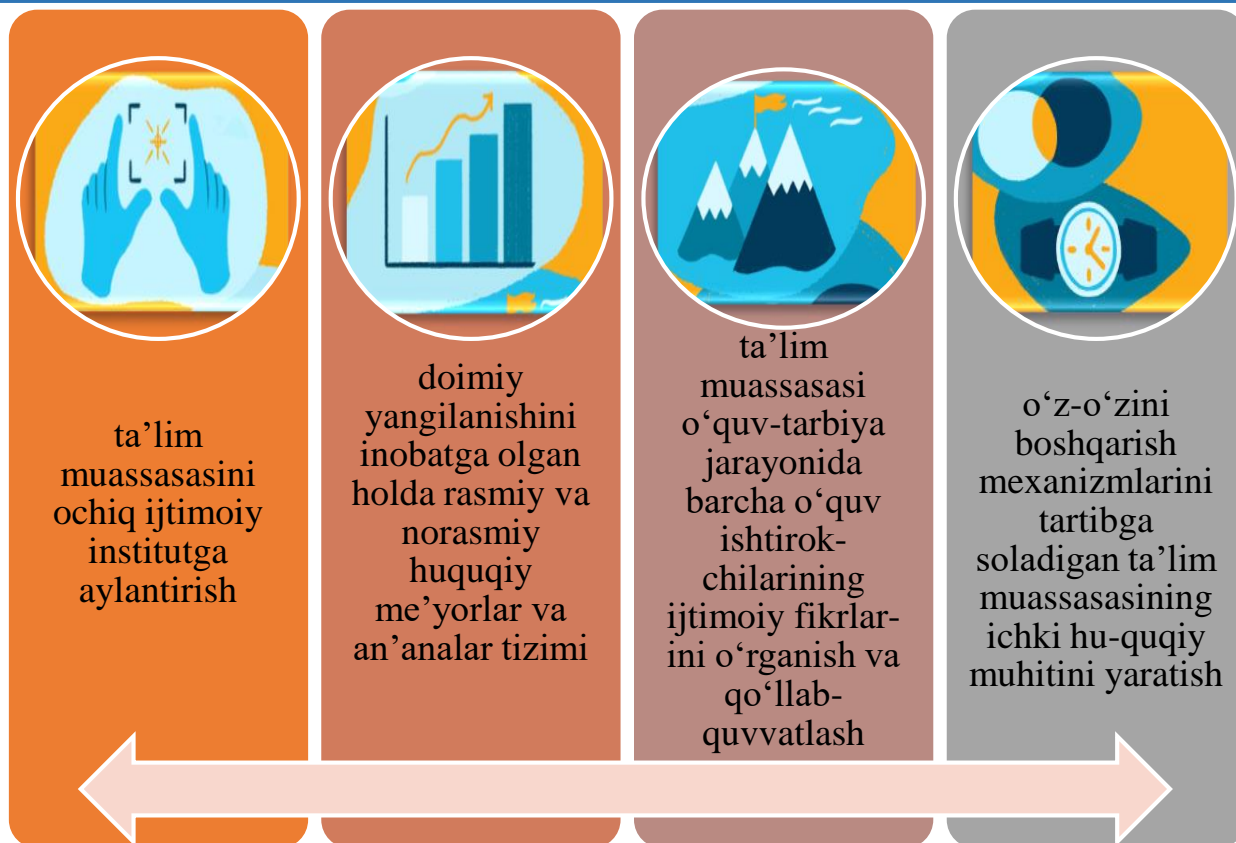 ta’lim
muassasasini
ochiq ijtimoiy
institutga
aylantirish
doimiy
yangilanishini
inobatga olgan
holda rasmiy va
norasmiy
huquqiy
me’yorlar va
an’analar tizimi
ta’lim
muassasasi
o‘quv-tarbiya
jarayonida
barcha o‘quv
ishtirok-
chilarining
ijtimoiy fikrlar-
ini o‘rganish va
qo‘llab-
quvvatlash
o‘z-o‘zini
boshqarish
mexanizmlarini
tartibga
soladigan ta’lim
muassasasining
ichki hu-quqiy
muhitini yaratish